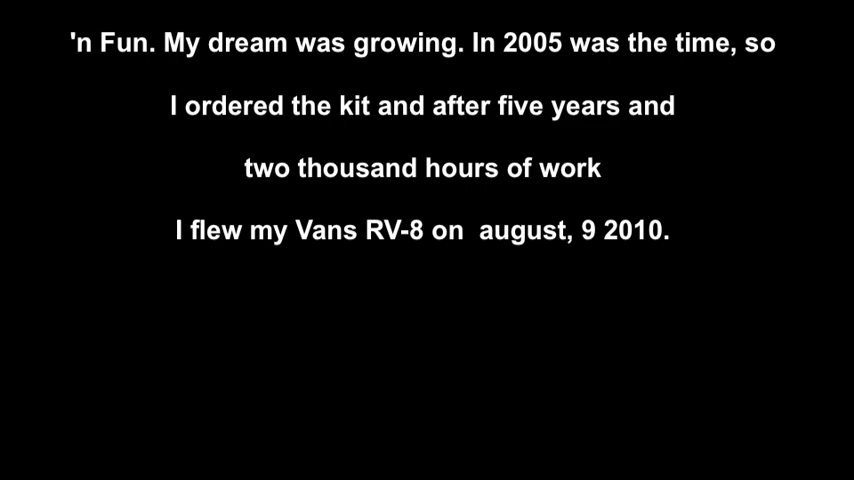 'n Fun. My dream was growing. In 2005 was the time, so
I ordered the kit and after five years and
two thousand hours of work
I flew my Vans RV-8 on  august, 9 2010.